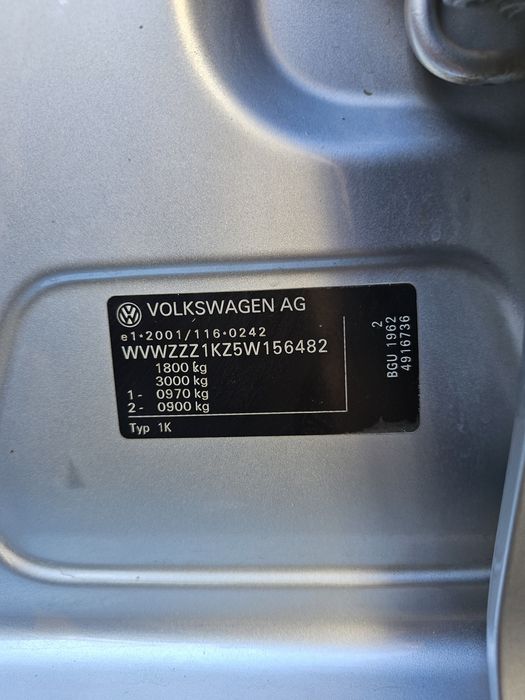 VOLKSWAGEN AG
e1*2001/116*0242
WVWZZZ1KZ5W156482
1800 kg
3000 kg
1- 0970 kg
2- 0900 kg
Typ 1K
2
BGU 1962
4916736